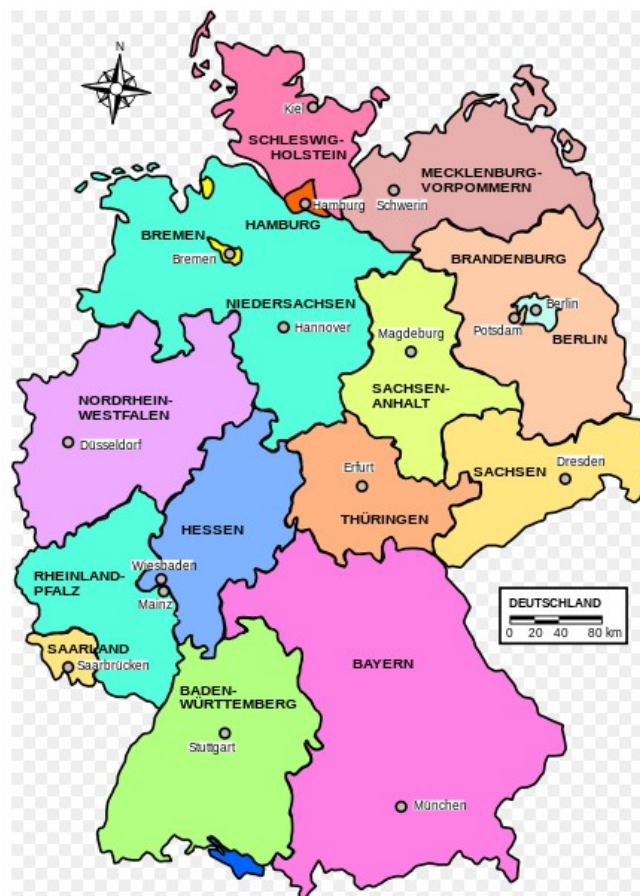 N
Kiel
SCHLESWIG-
HOLSTEIN
MECKLENBURG-
VORPOMMERN
Hamburg
Schwerin
HAMBURG
BREMEN
Bremen
BRANDENBURG
NIEDERSACHSEN
Berlin
Potsdam
Hannover
Magdeburg
BERLIN
SACHSEN-
ANHALT
NORDRHEIN-
WESTFALEN
Düsseldorf
Erfurt
SACHSEN
Dresden
THÜRINGEN
HESSEN
Wiesbaden
RHEINLAND-
PFALZ
Mainz
DEUTSCHLAND
0 20 40 80 km
SAARLAND
Saarbrücken
BAYERN
BADEN-
WÜRTTEMBERG
Stuttgart
München